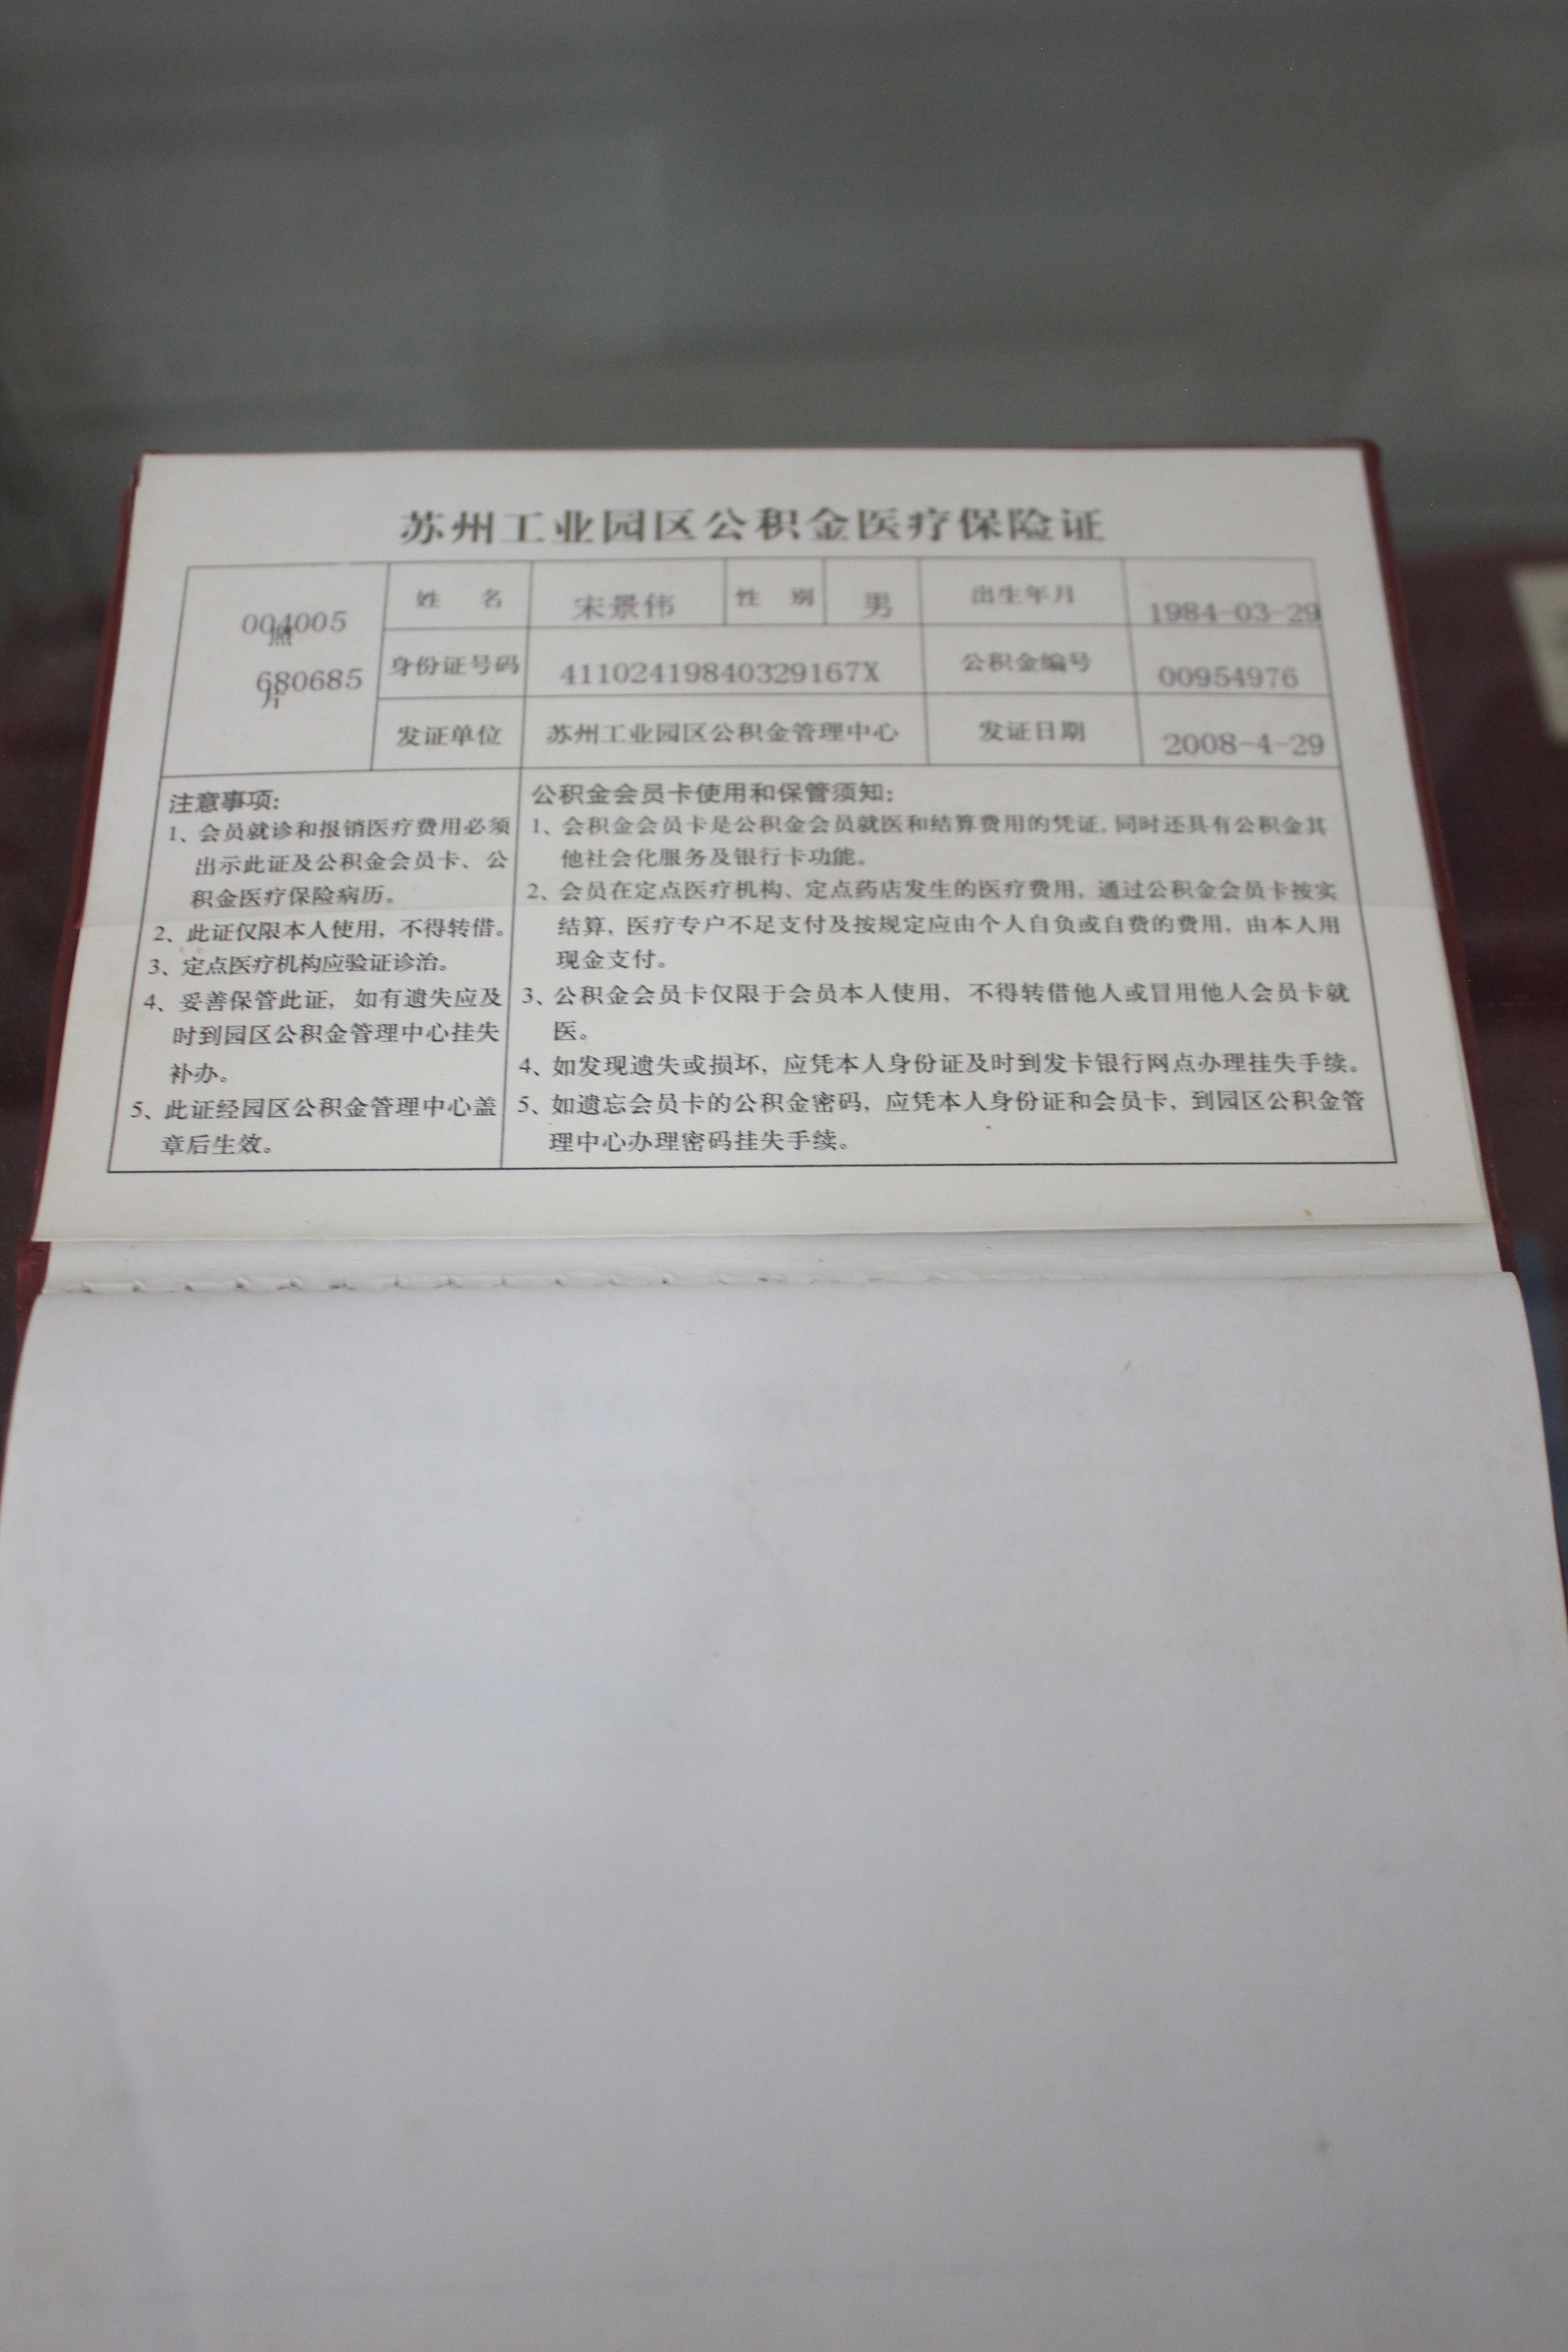 苏州工业园区公积金医疗保险证
004005
照
680685
片
姓 名 宋景伟 性 别 男 出生年月 1984-03-29
身份证号码 41102419840329167X 公积金编号 00954976
发证单位 苏州工业园区公积金管理中心 发证日期 2008-4-29
注意事项:
1、会员就诊和报销医疗费用必须
出示此证及公积金会员卡、公
积金医疗保险病历。
2、此证仅限本人使用，不得转借。
3、定点医疗机构应验证诊治。
4、妥善保管此证，如有遗失应及
时到园区公积金管理中心挂失
补办。
5、此证经园区公积金管理中心盖
章后生效。
公积金会员卡使用和保管须知:
1、会积金会员卡是公积金会员就医和结算费用的凭证,同时还具有公积金其
他社会化服务及银行卡功能。
2、会员在定点医疗机构、定点药店发生的医疗费用，通过公积金会员卡按实
结算，医疗专户不足支付及按规定应由个人自负或自费的费用，由本人用
现金支付。
3、公积金会员卡仅限于会员本人使用，不得转借他人或冒用他人会员卡就
医。
4、如发现遗失或损坏，应凭本人身份证及时到发卡银行网点办理挂失手续。
5、如遗忘会员卡的公积金密码，应凭本人身份证和会员卡，到园区公积金管
理中心办理密码挂失手续。